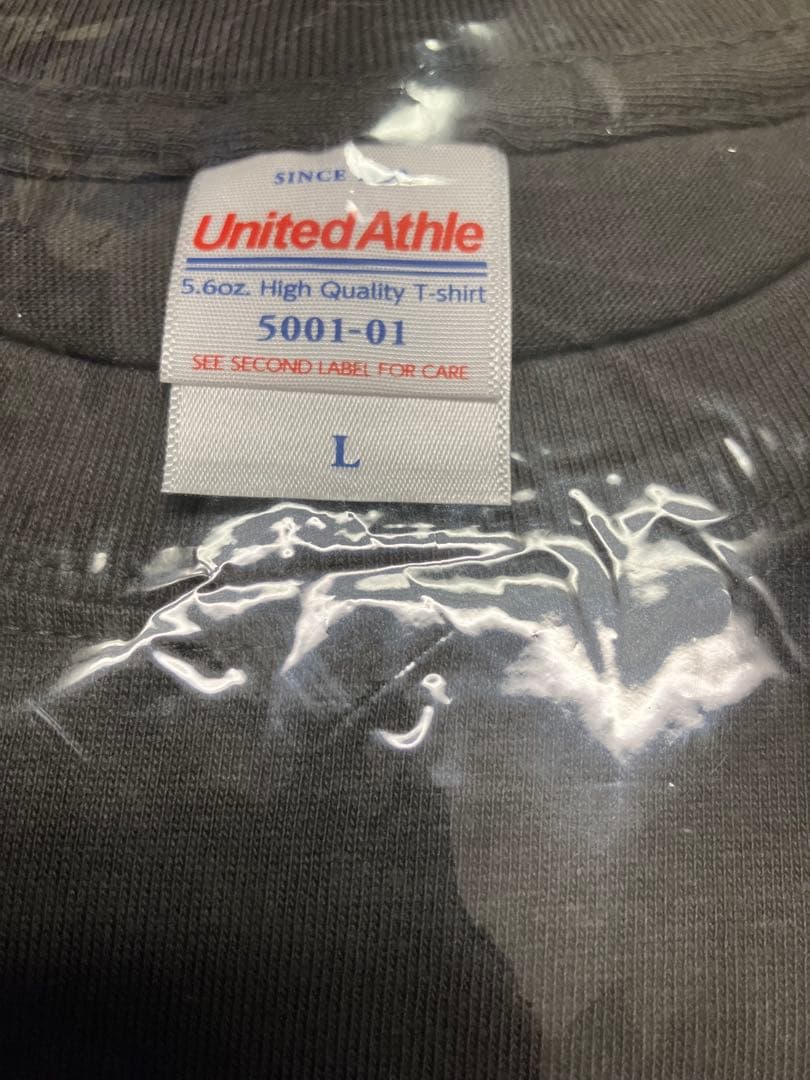 SINCE
United Athle
5.6oz. High Quality T-shirt
5001-01
SEE SECOND LABEL FOR CARE
L